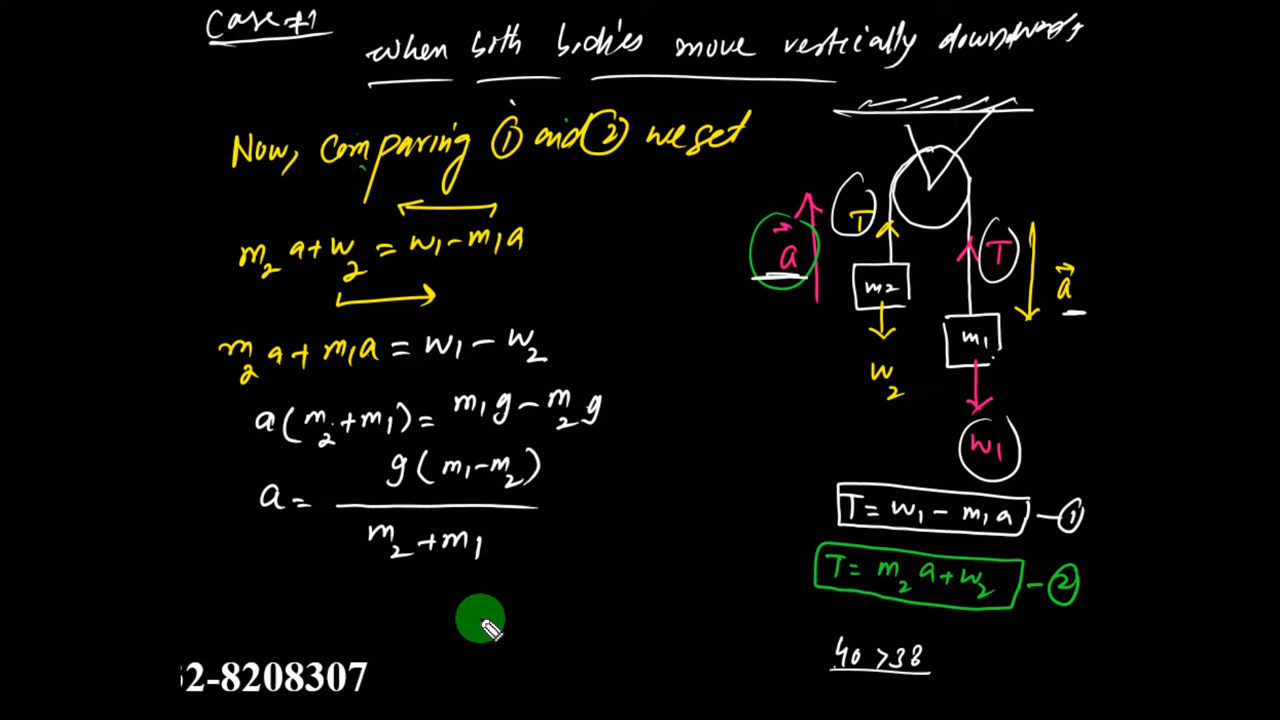 Case #1
when both bodies move vertically downwards
Now, comparing ① and ② we get
m₂a+w₂ = w₁-m₁a
m₂a + m₁a = w₁ - w₂
a(m₂+m₁) = m₁g - m₂g
a = g(m₁-m₂) / m₂+m₁
T
T
a
m2
m1
a
w₂
w₁
T = w₁ - m₁a — ①
T = m₂a+w₂ — ②
40 >38
2-8208307